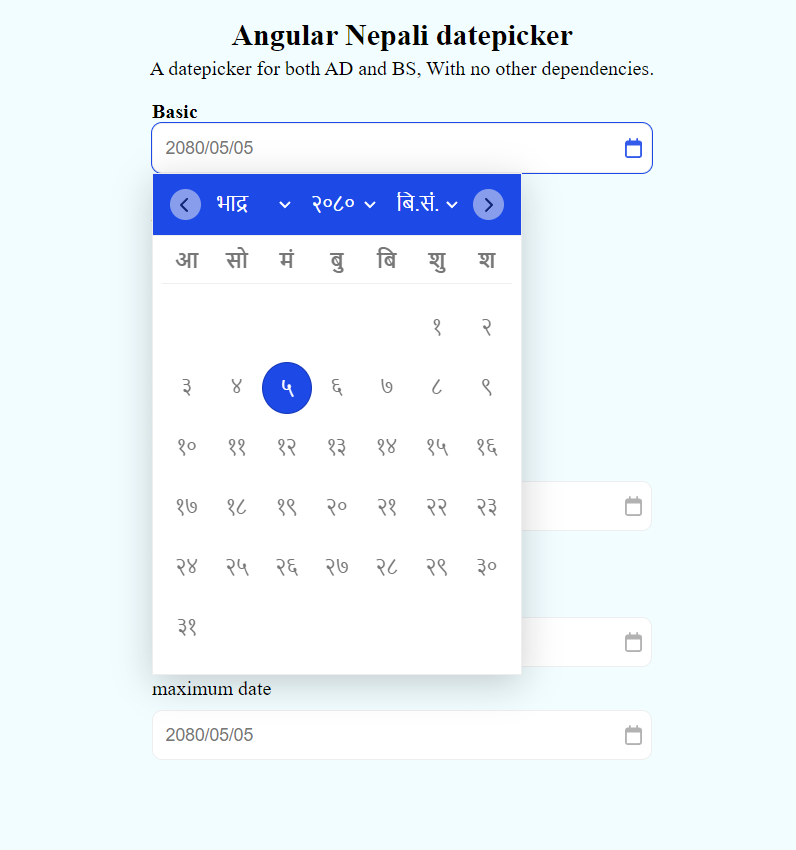 Angular Nepali datepicker
A datepicker for both AD and BS, With no other dependencies.
Basic
2080/05/05
भाद्र २०८० बि.सं.
आ सो मं बु बि शु श
१ २
३ ४ ५ ६ ७ ८ ९
१० ११ १२ १३ १४ १५ १६
१७ १८ १९ २० २१ २२ २३
२४ २५ २६ २७ २८ २९ ३०
३१
maximum date
2080/05/05